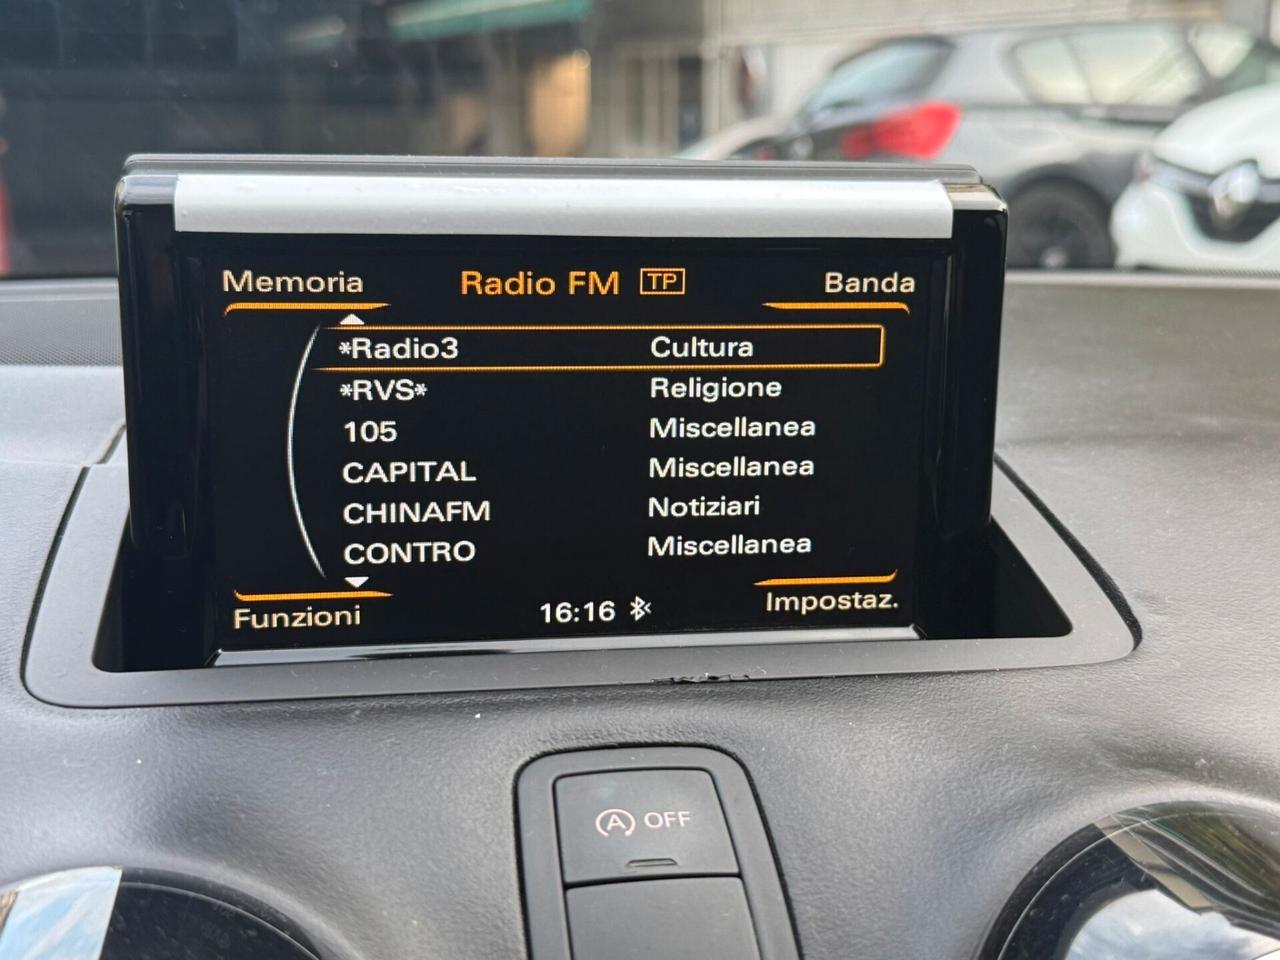 Memoria Radio FM TP Banda
*Radio3 Cultura
*RVS* Religione
105 Miscellanea
CAPITAL Miscellanea
CHINAFM Notiziari
CONTRO Miscellanea
Funzioni 16:16 Impostaz.
A OFF